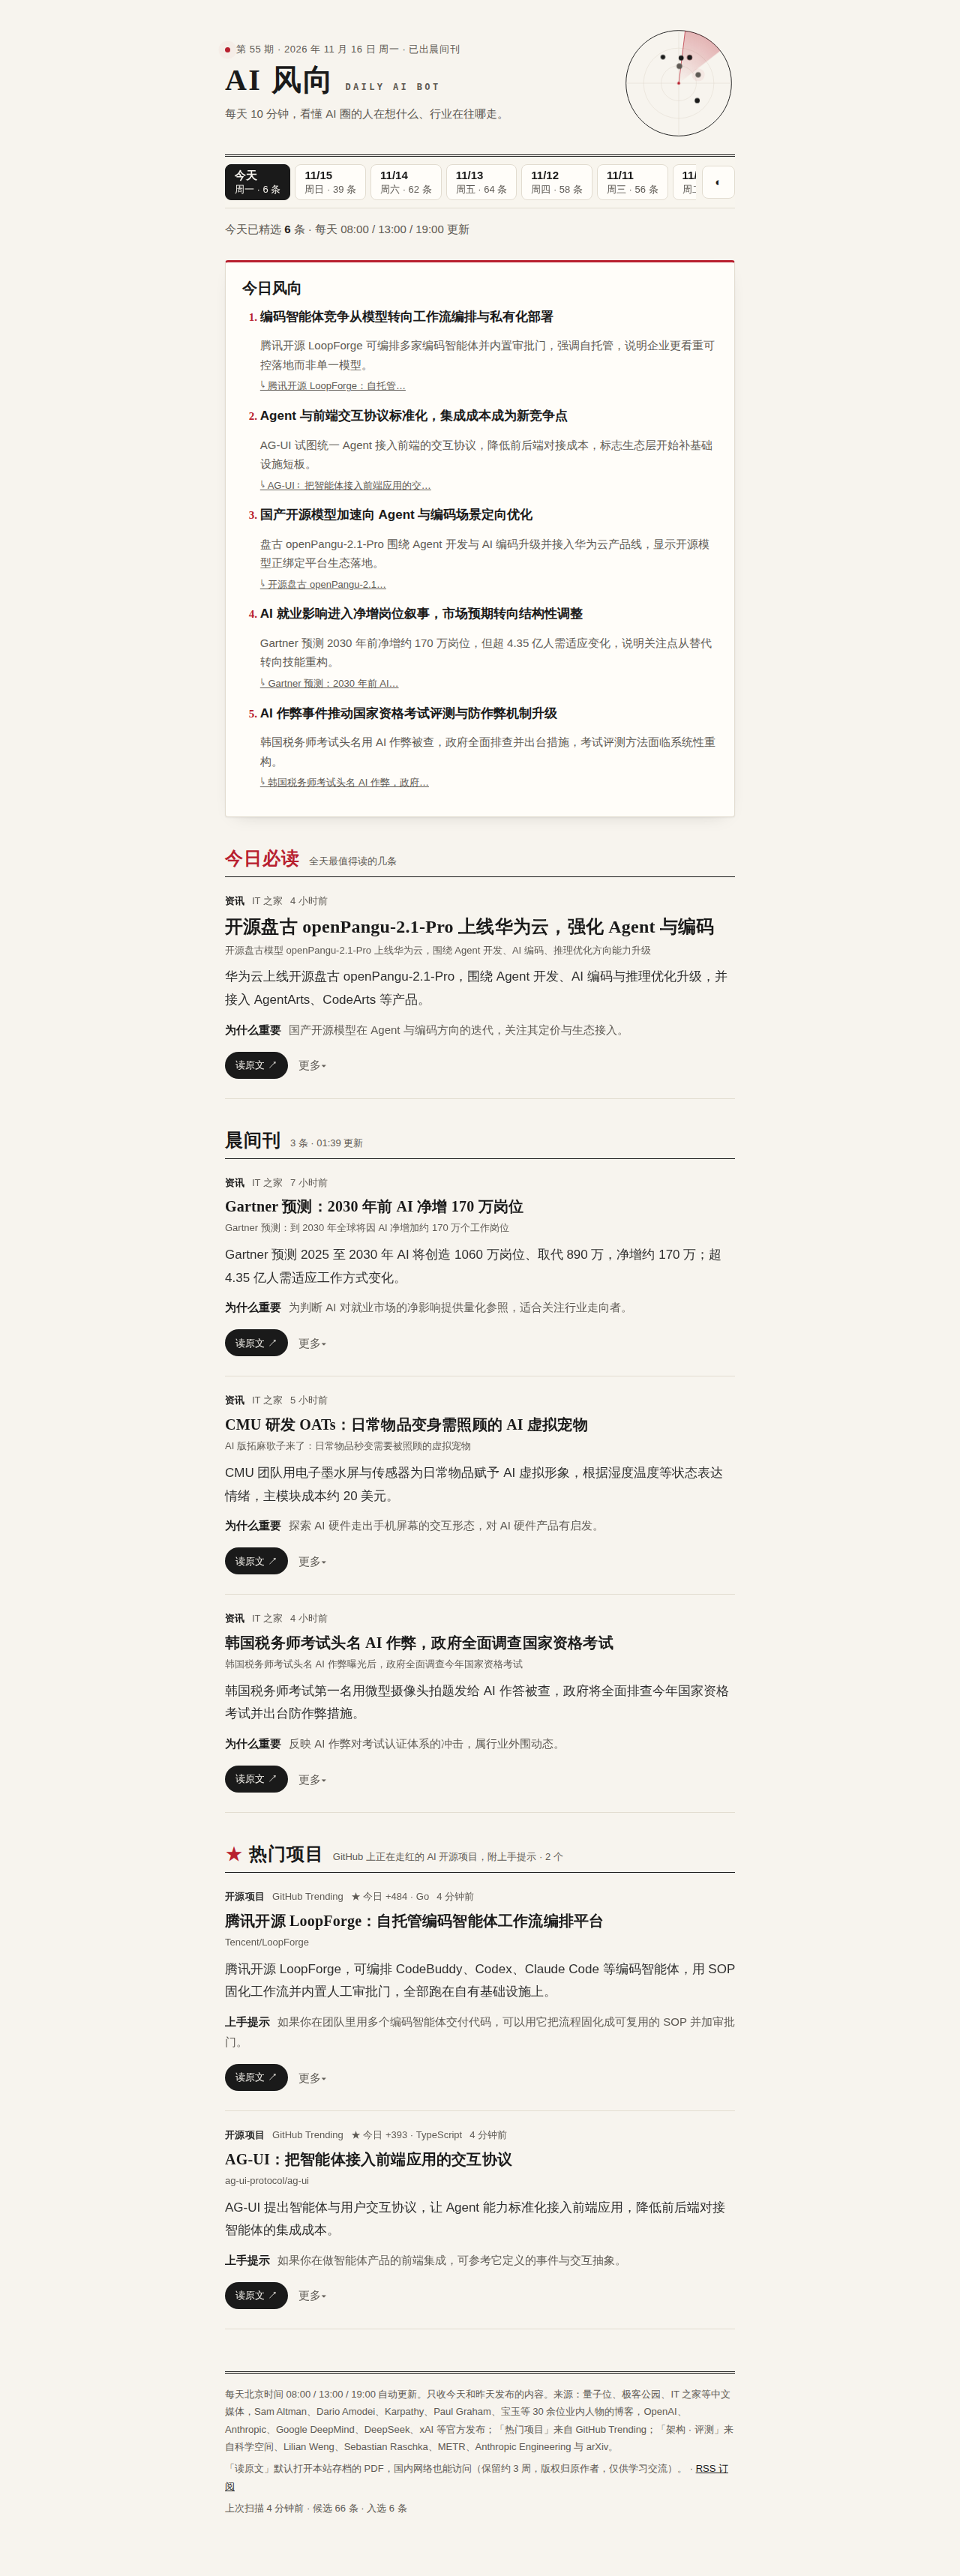 第 55 期 · 2026 年 11 月 16 日 周一 · 已出晨间刊
AI 风向 DAILY AI BOT
每天 10 分钟，看懂 AI 圈的人在想什么、行业在往哪走。
今天 11/15 11/14 11/13 11/12 11/11 11/
周一 · 6 条 周日 · 39 条 周六 · 62 条 周五 · 64 条 周四 · 58 条 周三 · 56 条
今天已精选 6 条 · 每天 08:00 / 13:00 / 19:00 更新
今日风向
1. 编码智能体竞争从模型转向工作流编排与私有化部署
腾讯开源 LoopForge 可编排多家编码智能体并内置审批门，强调自托管，说明企业更看重可
控落地而非单一模型。
↳ 腾讯开源 LoopForge：自托管…
2. Agent 与前端交互协议标准化，集成成本成为新竞争点
AG-UI 试图统一 Agent 接入前端的交互协议，降低前后端对接成本，标志生态层开始补基础
设施短板。
↳ AG-UI：把智能体接入前端应用的交…
3. 国产开源模型加速向 Agent 与编码场景定向优化
盘古 openPangu-2.1-Pro 围绕 Agent 开发与 AI 编码升级并接入华为云产品线，显示开源模
型正绑定平台生态落地。
↳ 开源盘古 openPangu-2.1…
4. AI 就业影响进入净增岗位叙事，市场预期转向结构性调整
Gartner 预测 2030 年前净增约 170 万岗位，但超 4.35 亿人需适应变化，说明关注点从替代
转向技能重构。
↳ Gartner 预测：2030 年前 AI…
5. AI 作弊事件推动国家资格考试评测与防作弊机制升级
韩国税务师考试头名用 AI 作弊被查，政府全面排查并出台措施，考试评测方法面临系统性重
构。
↳ 韩国税务师考试头名 AI 作弊，政府…
今日必读 全天最值得读的几条
资讯 IT 之家 4 小时前
开源盘古 openPangu-2.1-Pro 上线华为云，强化 Agent 与编码
开源盘古模型 openPangu-2.1-Pro 上线华为云，围绕 Agent 开发、AI 编码、推理优化方向能力升级
华为云上线开源盘古 openPangu-2.1-Pro，围绕 Agent 开发、AI 编码与推理优化升级，并
接入 AgentArts、CodeArts 等产品。
为什么重要 国产开源模型在 Agent 与编码方向的迭代，关注其定价与生态接入。
读原文 ↗ 更多▾
晨间刊 3 条 · 01:39 更新
资讯 IT 之家 7 小时前
Gartner 预测：2030 年前 AI 净增 170 万岗位
Gartner 预测：到 2030 年全球将因 AI 净增加约 170 万个工作岗位
Gartner 预测 2025 至 2030 年 AI 将创造 1060 万岗位、取代 890 万，净增约 170 万；超
4.35 亿人需适应工作方式变化。
为什么重要 为判断 AI 对就业市场的净影响提供量化参照，适合关注行业走向者。
读原文 ↗ 更多▾
资讯 IT 之家 5 小时前
CMU 研发 OATs：日常物品变身需照顾的 AI 虚拟宠物
AI 版拓麻歌子来了：日常物品秒变需要被照顾的虚拟宠物
CMU 团队用电子墨水屏与传感器为日常物品赋予 AI 虚拟形象，根据湿度温度等状态表达
情绪，主模块成本约 20 美元。
为什么重要 探索 AI 硬件走出手机屏幕的交互形态，对 AI 硬件产品有启发。
读原文 ↗ 更多▾
资讯 IT 之家 4 小时前
韩国税务师考试头名 AI 作弊，政府全面调查国家资格考试
韩国税务师考试头名 AI 作弊曝光后，政府全面调查今年国家资格考试
韩国税务师考试第一名用微型摄像头拍题发给 AI 作答被查，政府将全面排查今年国家资格
考试并出台防作弊措施。
为什么重要 反映 AI 作弊对考试认证体系的冲击，属行业外围动态。
读原文 ↗ 更多▾
★ 热门项目 GitHub 上正在走红的 AI 开源项目，附上手提示 · 2 个
开源项目 GitHub Trending ★ 今日 +484 · Go 4 分钟前
腾讯开源 LoopForge：自托管编码智能体工作流编排平台
Tencent/LoopForge
腾讯开源 LoopForge，可编排 CodeBuddy、Codex、Claude Code 等编码智能体，用 SOP
固化工作流并内置人工审批门，全部跑在自有基础设施上。
上手提示 如果你在团队里用多个编码智能体交付代码，可以用它把流程固化成可复用的 SOP 并加审批
门。
读原文 ↗ 更多▾
开源项目 GitHub Trending ★ 今日 +393 · TypeScript 4 分钟前
AG-UI：把智能体接入前端应用的交互协议
ag-ui-protocol/ag-ui
AG-UI 提出智能体与用户交互协议，让 Agent 能力标准化接入前端应用，降低前后端对接
智能体的集成成本。
上手提示 如果你在做智能体产品的前端集成，可参考它定义的事件与交互抽象。
读原文 ↗ 更多▾
每天北京时间 08:00 / 13:00 / 19:00 自动更新。只收今天和昨天发布的内容。来源：量子位、极客公园、IT 之家等中文
媒体，Sam Altman、Dario Amodei、Karpathy、Paul Graham、宝玉等 30 余位业内人物的博客，OpenAI、
Anthropic、Google DeepMind、DeepSeek、xAI 等官方发布；「热门项目」来自 GitHub Trending；「架构 · 评测」来
自科学空间、Lilian Weng、Sebastian Raschka、METR、Anthropic Engineering 与 arXiv。
「读原文」默认打开本站存档的 PDF，国内网络也能访问（保留约 3 周，版权归原作者，仅供学习交流）。 · RSS 订
阅
上次扫描 4 分钟前 · 候选 66 条 · 入选 6 条